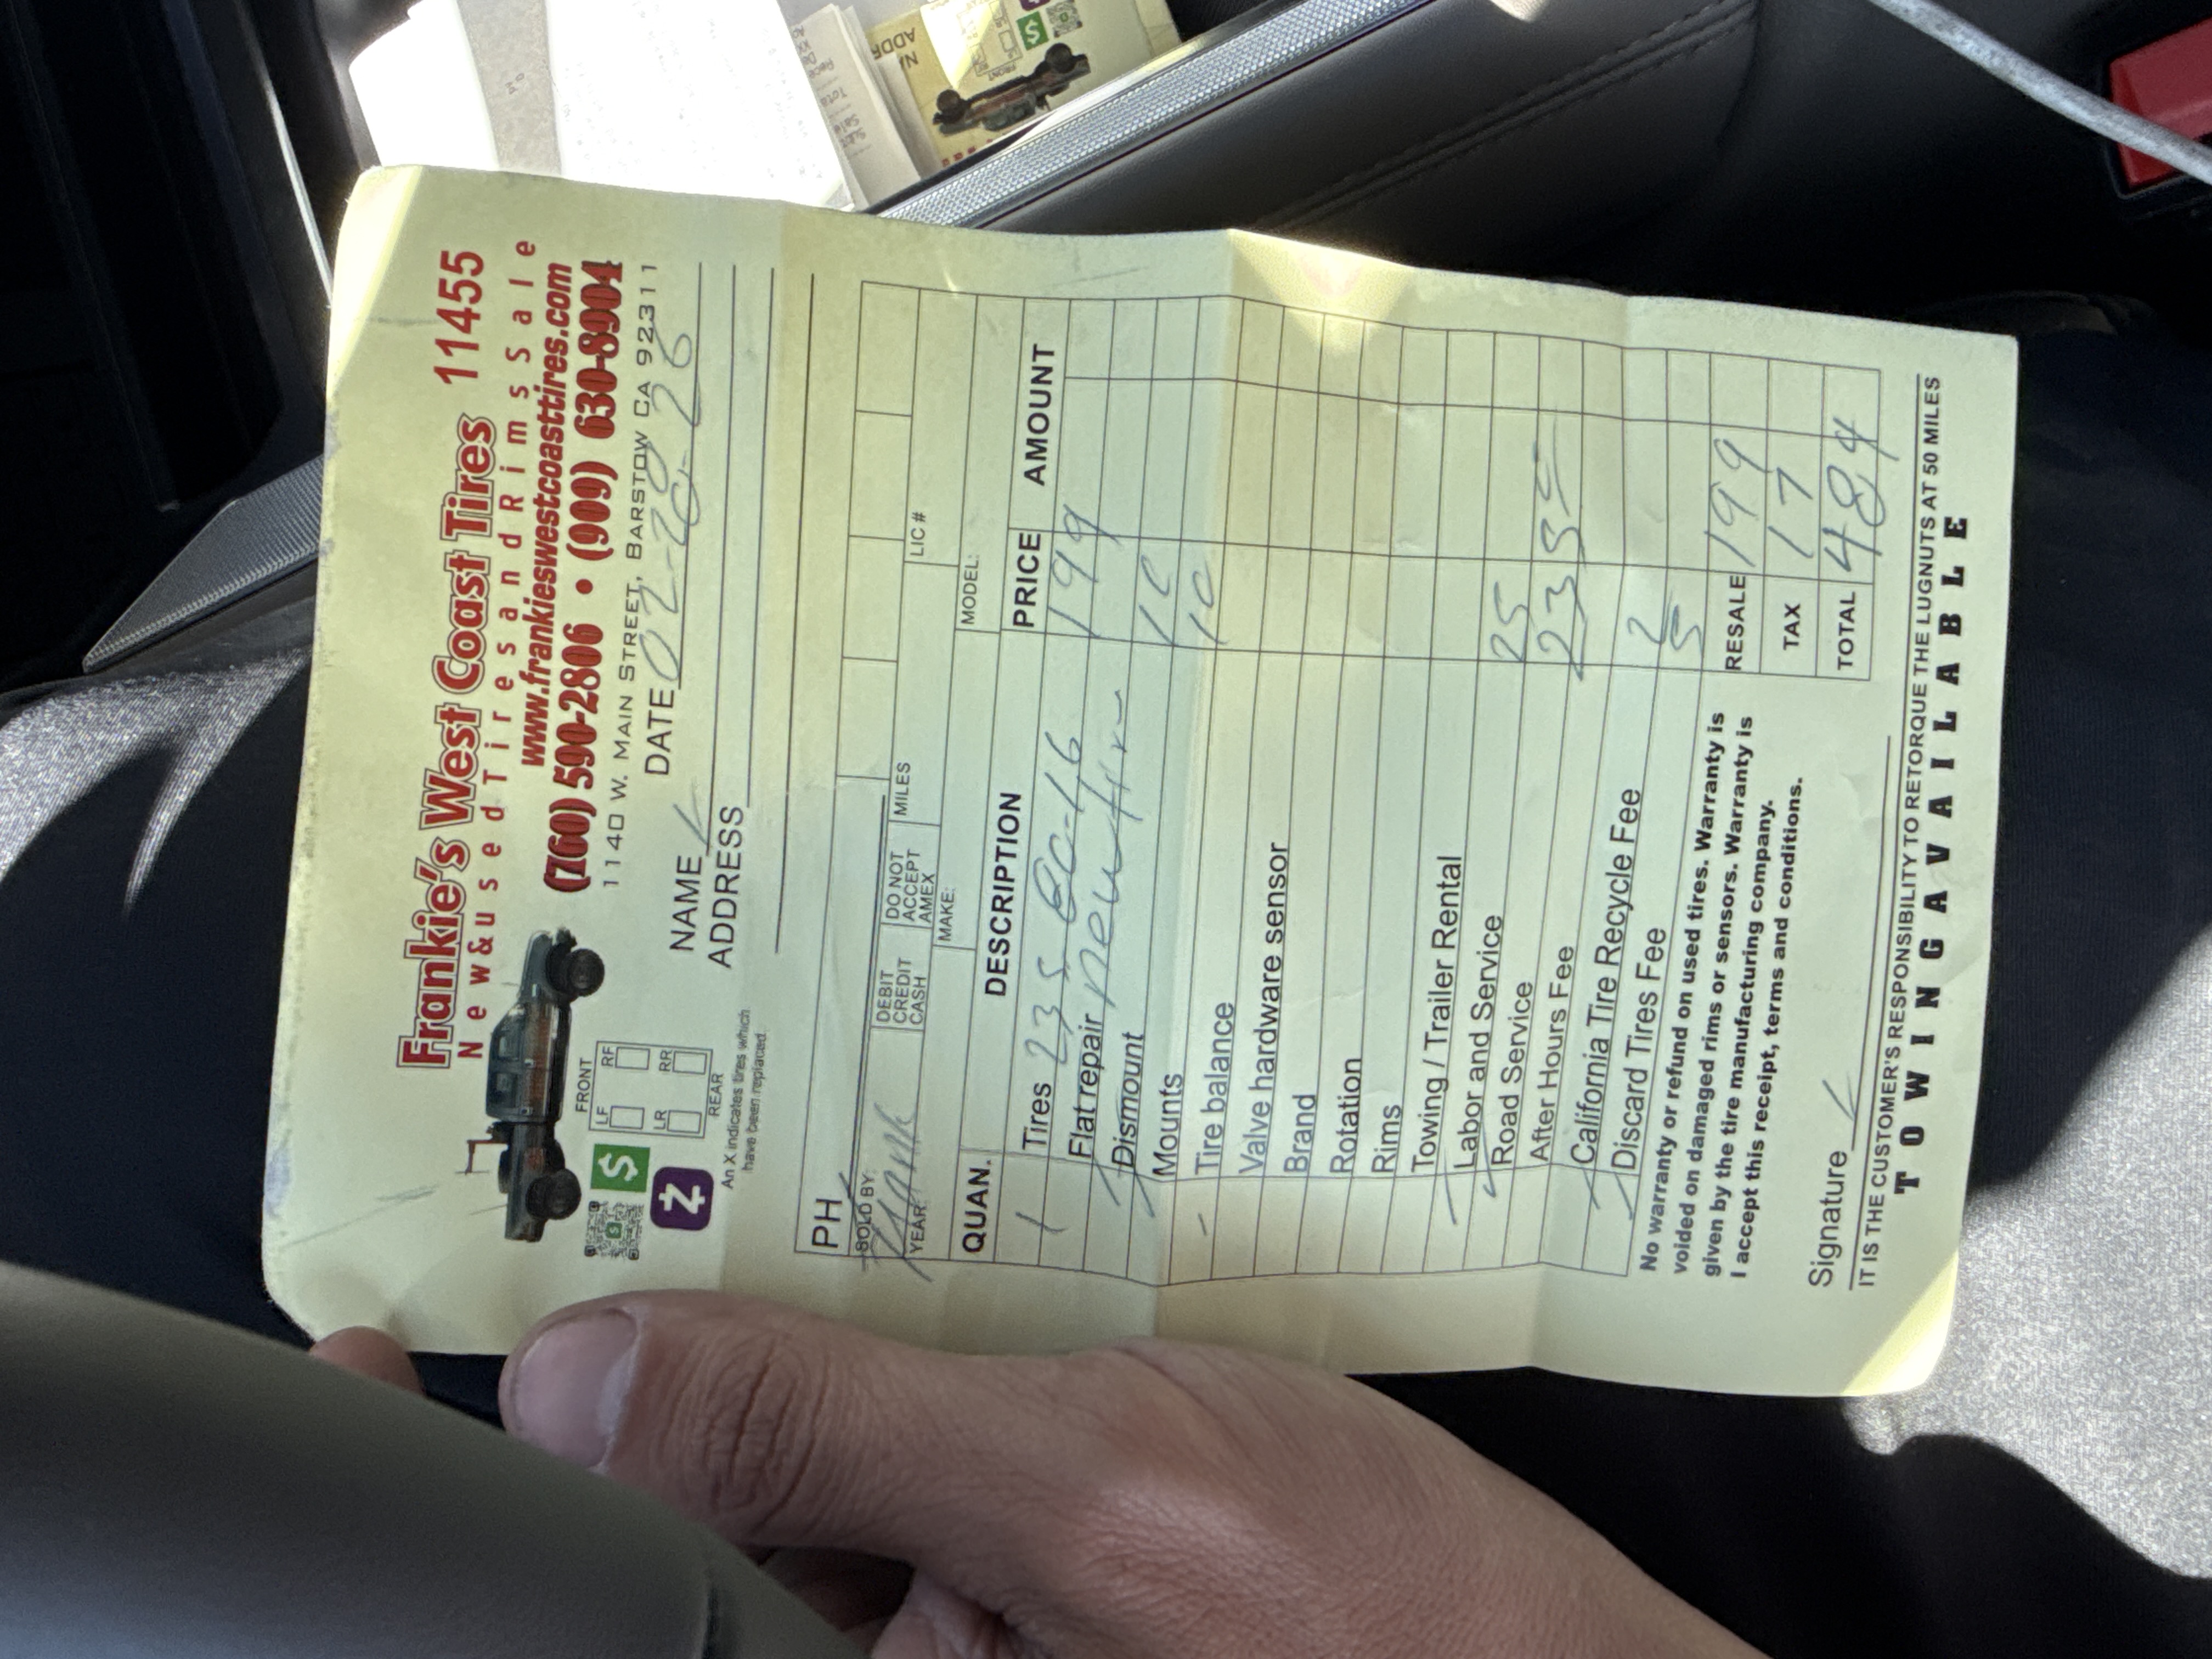 Frankie's West Coast Tires 11455
New & used Tires and Rims Sale
www.frankieswestcoasttires.com
(760) 590-2806 • (909) 630-8904
1140 W. MAIN STREET, BARSTOW CA 92311
DATE 02-28-26
NAME
ADDRESS
FRONT
LF RF
LR RR
REAR
An X indicates tires which
have been replaced.
PH
SOLD BY: Mark
DEBIT
CREDIT
CASH
DO NOT
ACCEPT
AMEX
MILES
LIC #
YEAR:
MAKE:
MODEL:
QUAN. DESCRIPTION PRICE AMOUNT
1 Tires 235-80-16 199
Flat repair New
Dismount 10
Mounts 10
Tire balance
Valve hardware sensor
Brand
Rotation
Rims
Towing / Trailer Rental
Labor and Service 25
Road Service
After Hours Fee
California Tire Recycle Fee 2
Discard Tires Fee 5
No warranty or refund on used tires. Warranty is
voided on damaged rims or sensors. Warranty is
given by the tire manufacturing company.
I accept this receipt, terms and conditions.
RESALE 199
TAX 17
TOTAL 484
Signature
IT IS THE CUSTOMER'S RESPONSIBILITY TO RETORQUE THE LUGNUTS AT 50 MILES
TOWING AVAILABLE
FRONT